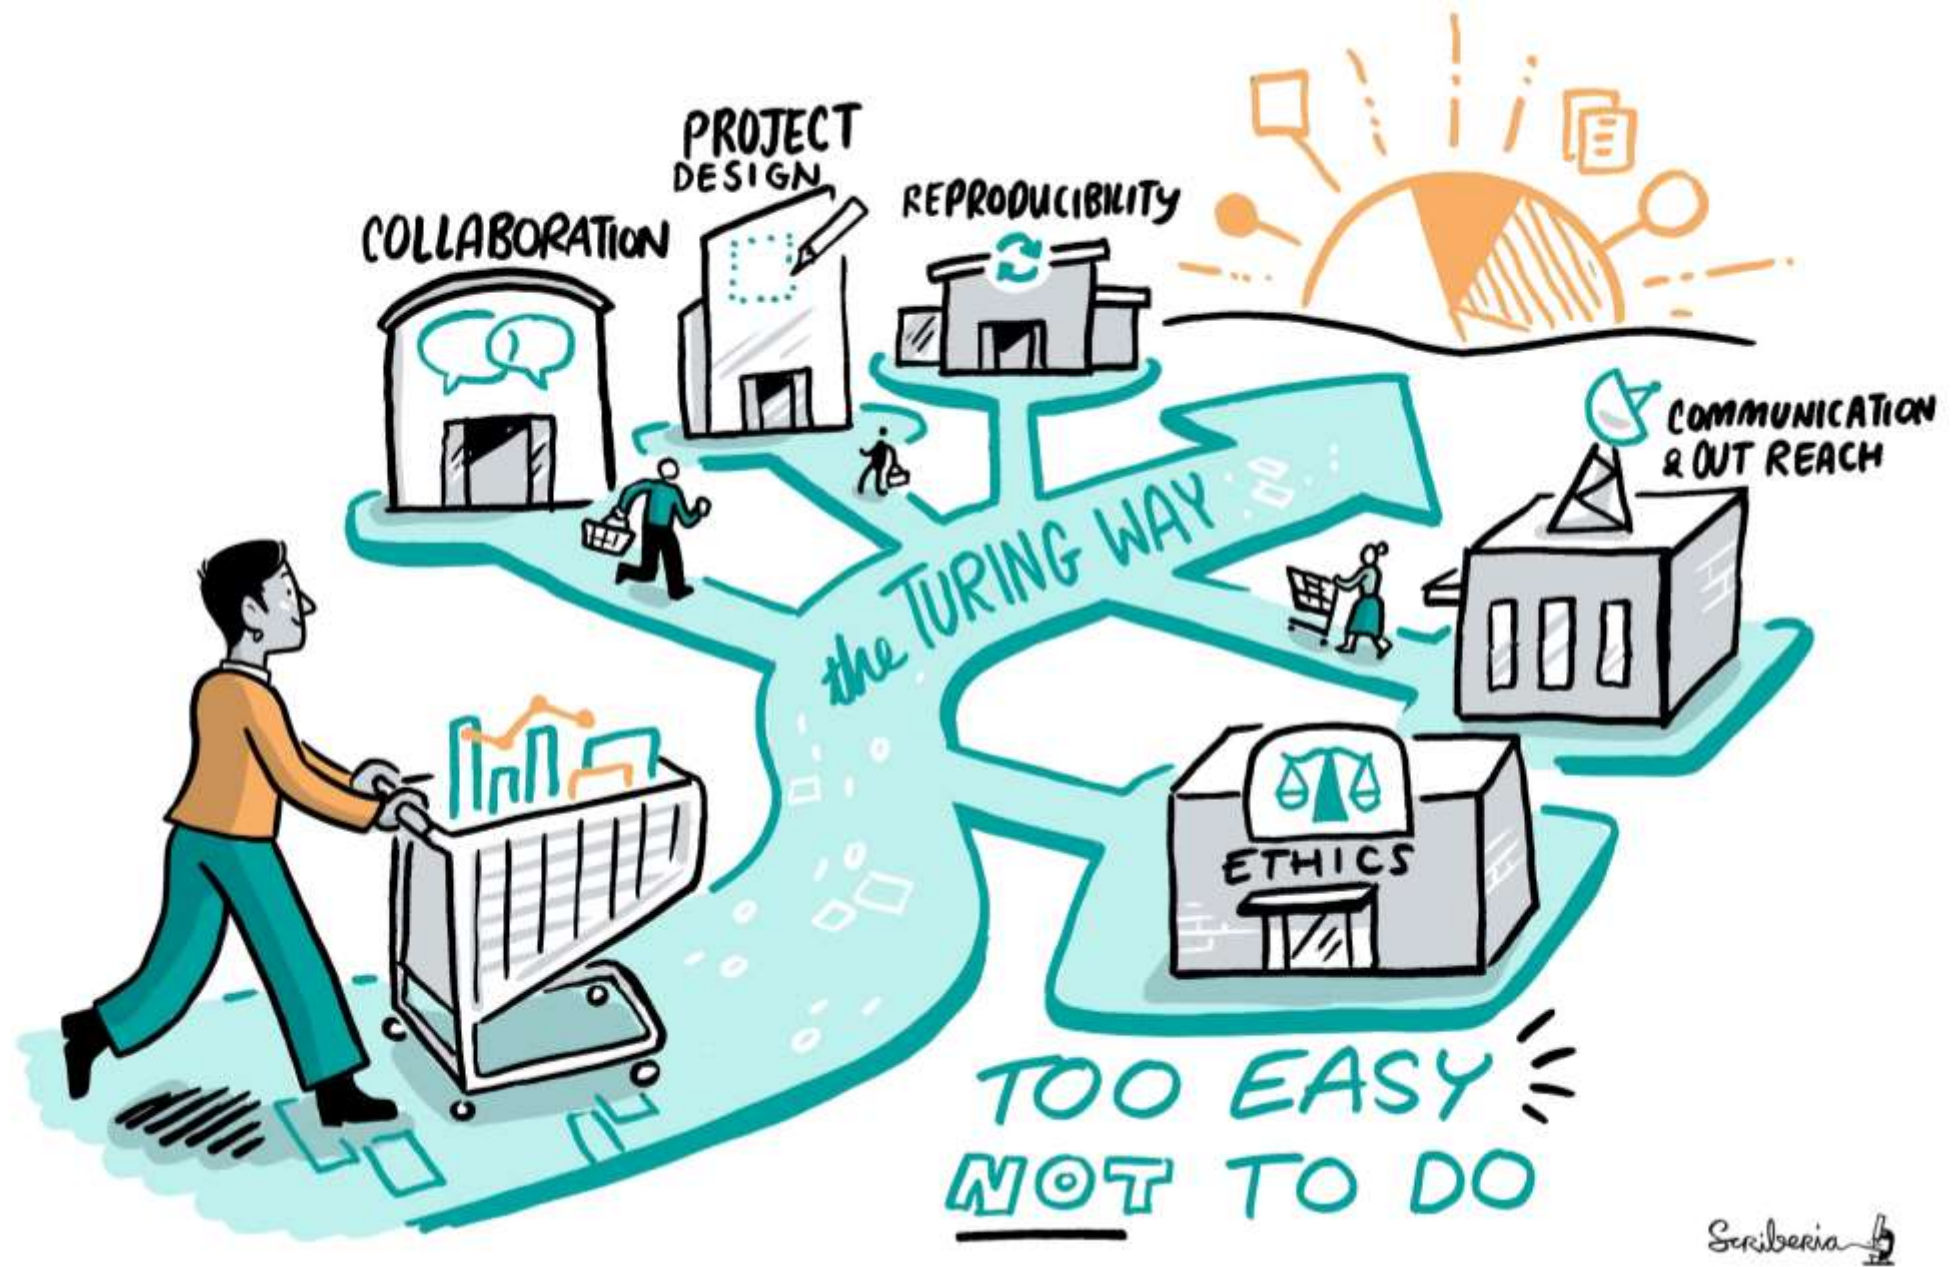 PROJECT
DESIGN
COLLABORATION
REPRODUCIBILITY
COMMUNICATION
& OUT REACH
the TURING WAY
ETHICS
TOO EASY
NOT TO DO
Scriberia